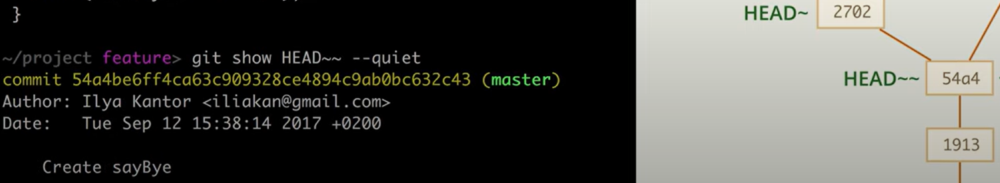 }
~/project feature> git show HEAD~~ --quiet
commit 54a4be6ff4ca63c909328ce4894c9ab0bc632c43 (master)
Author: Ilya Kantor <iliakan@gmail.com>
Date:   Tue Sep 12 15:38:14 2017 +0200
Create sayBye
HEAD~ 2702
HEAD~~ 54a4
1913